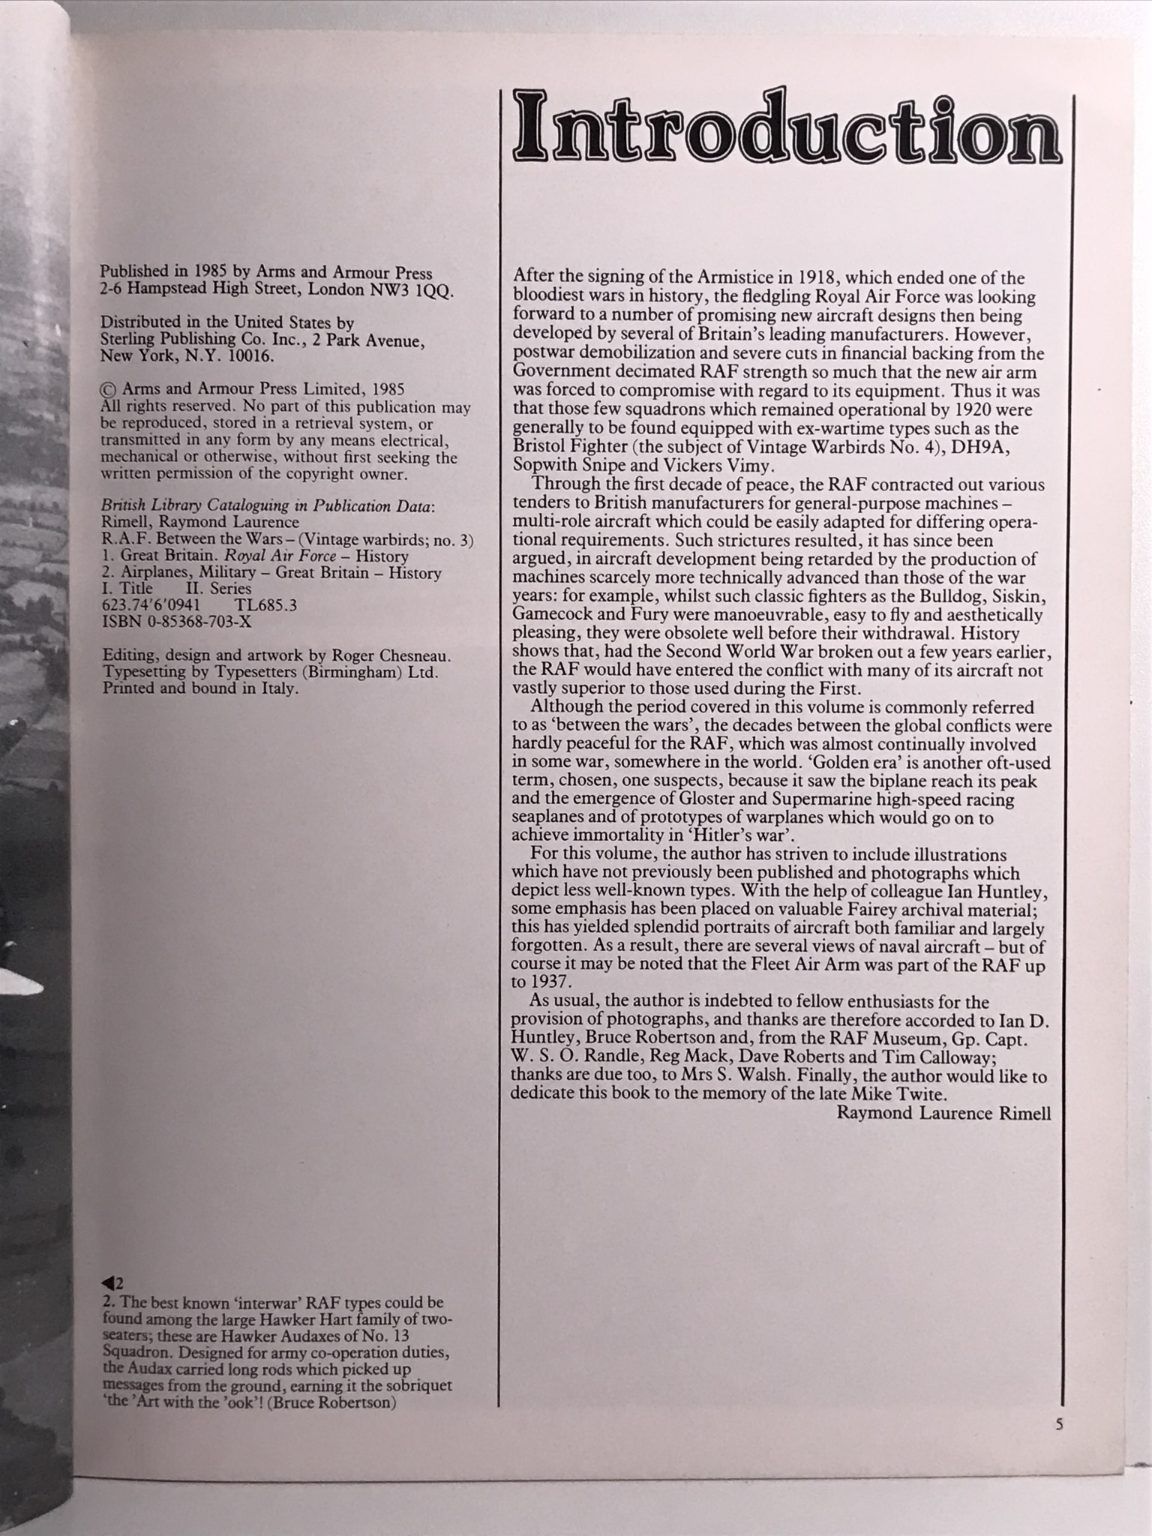 Introduction
Published in 1985 by Arms and Armour Press
2-6 Hampstead High Street, London NW3 1QQ.
Distributed in the United States by
Sterling Publishing Co. Inc., 2 Park Avenue,
New York, N.Y. 10016.
© Arms and Armour Press Limited, 1985
All rights reserved. No part of this publication may
be reproduced, stored in a retrieval system, or
transmitted in any form by any means electrical,
mechanical or otherwise, without first seeking the
written permission of the copyright owner.
British Library Cataloguing in Publication Data:
Rimell, Raymond Laurence
R.A.F. Between the Wars – (Vintage warbirds; no. 3)
1. Great Britain. Royal Air Force – History
2. Airplanes, Military – Great Britain – History
I. Title II. Series
623.74'6'0941 TL685.3
ISBN 0-85368-703-X
Editing, design and artwork by Roger Chesneau.
Typesetting by Typesetters (Birmingham) Ltd.
Printed and bound in Italy.
◀2
2. The best known ‘interwar’ RAF types could be
found among the large Hawker Hart family of two-
seaters; these are Hawker Audaxes of No. 13
Squadron. Designed for army co-operation duties,
the Audax carried long rods which picked up
messages from the ground, earning it the sobriquet
‘the ’Art with the ’ook’! (Bruce Robertson)
After the signing of the Armistice in 1918, which ended one of the
bloodiest wars in history, the fledgling Royal Air Force was looking
forward to a number of promising new aircraft designs then being
developed by several of Britain’s leading manufacturers. However,
postwar demobilization and severe cuts in financial backing from the
Government decimated RAF strength so much that the new air arm
was forced to compromise with regard to its equipment. Thus it was
that those few squadrons which remained operational by 1920 were
generally to be found equipped with ex-wartime types such as the
Bristol Fighter (the subject of Vintage Warbirds No. 4), DH9A,
Sopwith Snipe and Vickers Vimy.
Through the first decade of peace, the RAF contracted out various
tenders to British manufacturers for general-purpose machines –
multi-role aircraft which could be easily adapted for differing opera-
tional requirements. Such strictures resulted, it has since been
argued, in aircraft development being retarded by the production of
machines scarcely more technically advanced than those of the war
years: for example, whilst such classic fighters as the Bulldog, Siskin,
Gamecock and Fury were manoeuvrable, easy to fly and aesthetically
pleasing, they were obsolete well before their withdrawal. History
shows that, had the Second World War broken out a few years earlier,
the RAF would have entered the conflict with many of its aircraft not
vastly superior to those used during the First.
Although the period covered in this volume is commonly referred
to as ‘between the wars’, the decades between the global conflicts were
hardly peaceful for the RAF, which was almost continually involved
in some war, somewhere in the world. ‘Golden era’ is another oft-used
term, chosen, one suspects, because it saw the biplane reach its peak
and the emergence of Gloster and Supermarine high-speed racing
seaplanes and of prototypes of warplanes which would go on to
achieve immortality in ‘Hitler’s war’.
For this volume, the author has striven to include illustrations
which have not previously been published and photographs which
depict less well-known types. With the help of colleague Ian Huntley,
some emphasis has been placed on valuable Fairey archival material;
this has yielded splendid portraits of aircraft both familiar and largely
forgotten. As a result, there are several views of naval aircraft – but of
course it may be noted that the Fleet Air Arm was part of the RAF up
to 1937.
As usual, the author is indebted to fellow enthusiasts for the
provision of photographs, and thanks are therefore accorded to Ian D.
Huntley, Bruce Robertson and, from the RAF Museum, Gp. Capt.
W. S. O. Randle, Reg Mack, Dave Roberts and Tim Calloway;
thanks are due too, to Mrs S. Walsh. Finally, the author would like to
dedicate this book to the memory of the late Mike Twite.
Raymond Laurence Rimell
5